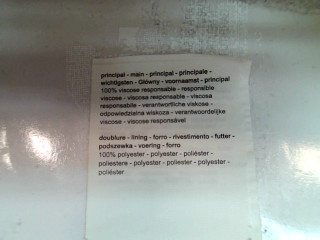 principal - main - principal - principale -
wichtigsten - Główny - voornaamst - principal
100% viscose responsable - responsible
viscose - viscosa responsable - viscosa
responsabile - verantwortliche viskose -
odpowiedzialna wiskoza - verantwoordelijke
viscose - viscose responsável
doublure - lining - forro - rivestimento - futter -
podszewka - voering - forro
100% polyester - polyester - poliéster -
poliestere - polyester - poliester - polyester -
poliéster